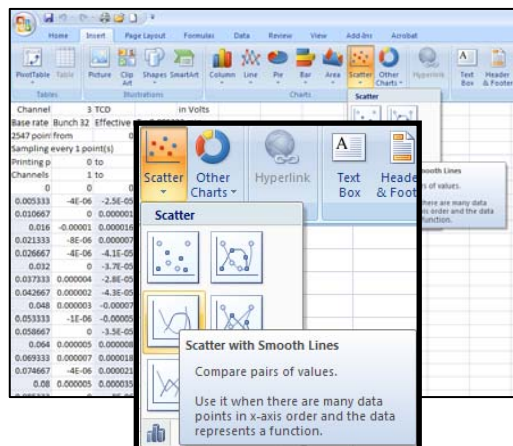 Home Insert Page Layout Formulas Data Review View Add-Ins Acrobat
PivotTable Table Picture Clip Art Shapes SmartArt Column Line Pie Bar Area Scatter Other Charts Hyperlink Text Box Header & Footer
Tables Illustrations Charts Scatter
Channel 3 TCD in Volts
Base rate Bunch 32 Effective
2547 point from 0
Sampling every 1 point(s)
Printing p 0 to
Channels 1 to
0 0 0
0.005333 -4E-06 -2.5E-05
0.010667 0 0.000001
0.016 -0.00001 0.000016
0.021333 -8E-06 0.000007
0.026667 -4E-06 -4.1E-05
0.032 0 -3.7E-05
0.037333 0.000004 -2.8E-05
0.042667 0.000002 -4.3E-05
0.048 0.000003 -0.00007
0.053333 -1E-06 -0.00005
0.058667 0 -3.5E-05
0.064 0.000005 0.000008
0.069333 0.000007 0.000018
0.074667 -4E-06 0.000021
0.08 0.000005 0.000035
Scatter Other Charts Hyperlink Text Box Heade & Foot
Scatter
Scatter with Smooth Lines
Compare pairs of values.
Use it when there are many data
points in x-axis order and the data
represents a function.
mooth Lines
s of values.
here are many data
is order and the data